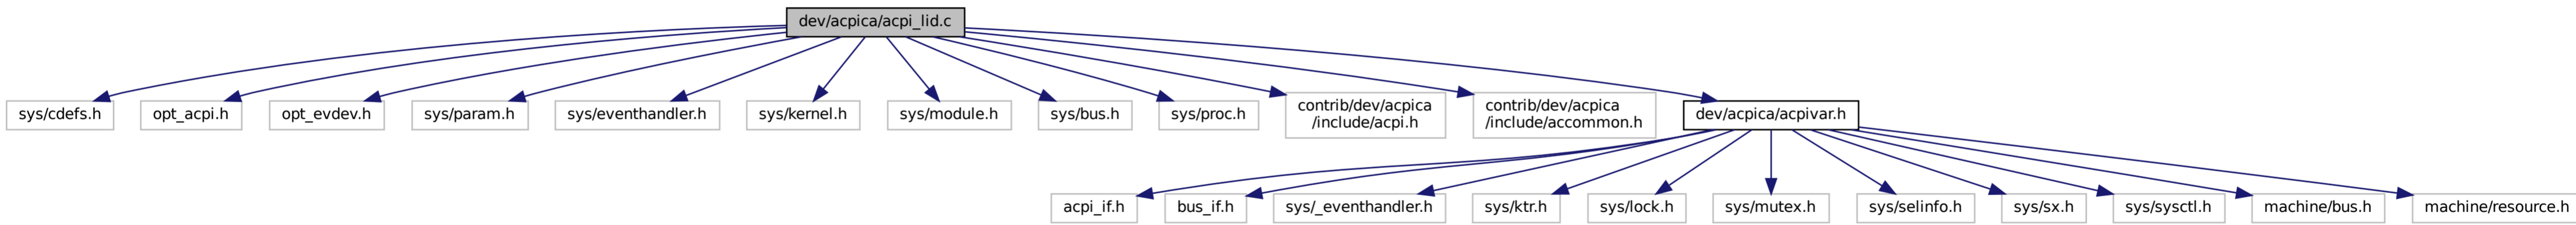 dev/acpica/acpi_lid.c
sys/cdefs.h
opt_acpi.h
opt_evdev.h
sys/param.h
sys/eventhandler.h
sys/kernel.h
sys/module.h
sys/bus.h
sys/proc.h
contrib/dev/acpica
/include/acpi.h
contrib/dev/acpica
/include/accommon.h
dev/acpica/acpivar.h
acpi_if.h
bus_if.h
sys/_eventhandler.h
sys/ktr.h
sys/lock.h
sys/mutex.h
sys/selinfo.h
sys/sx.h
sys/sysctl.h
machine/bus.h
machine/resource.h